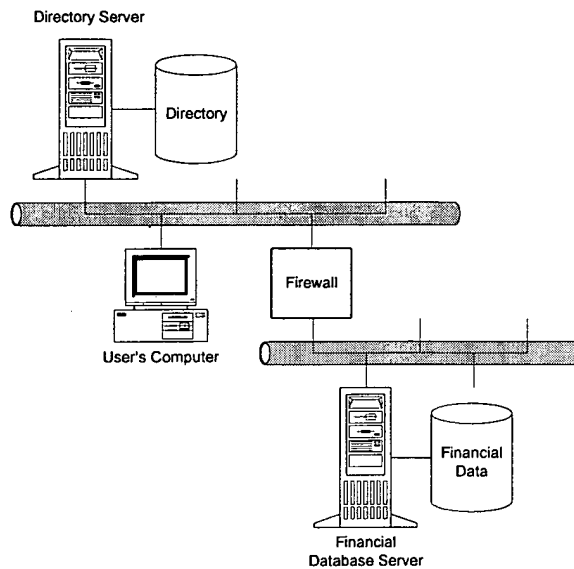 Directory Server
Directory
User's Computer
Firewall
Financial
Data
Financial
Database Server